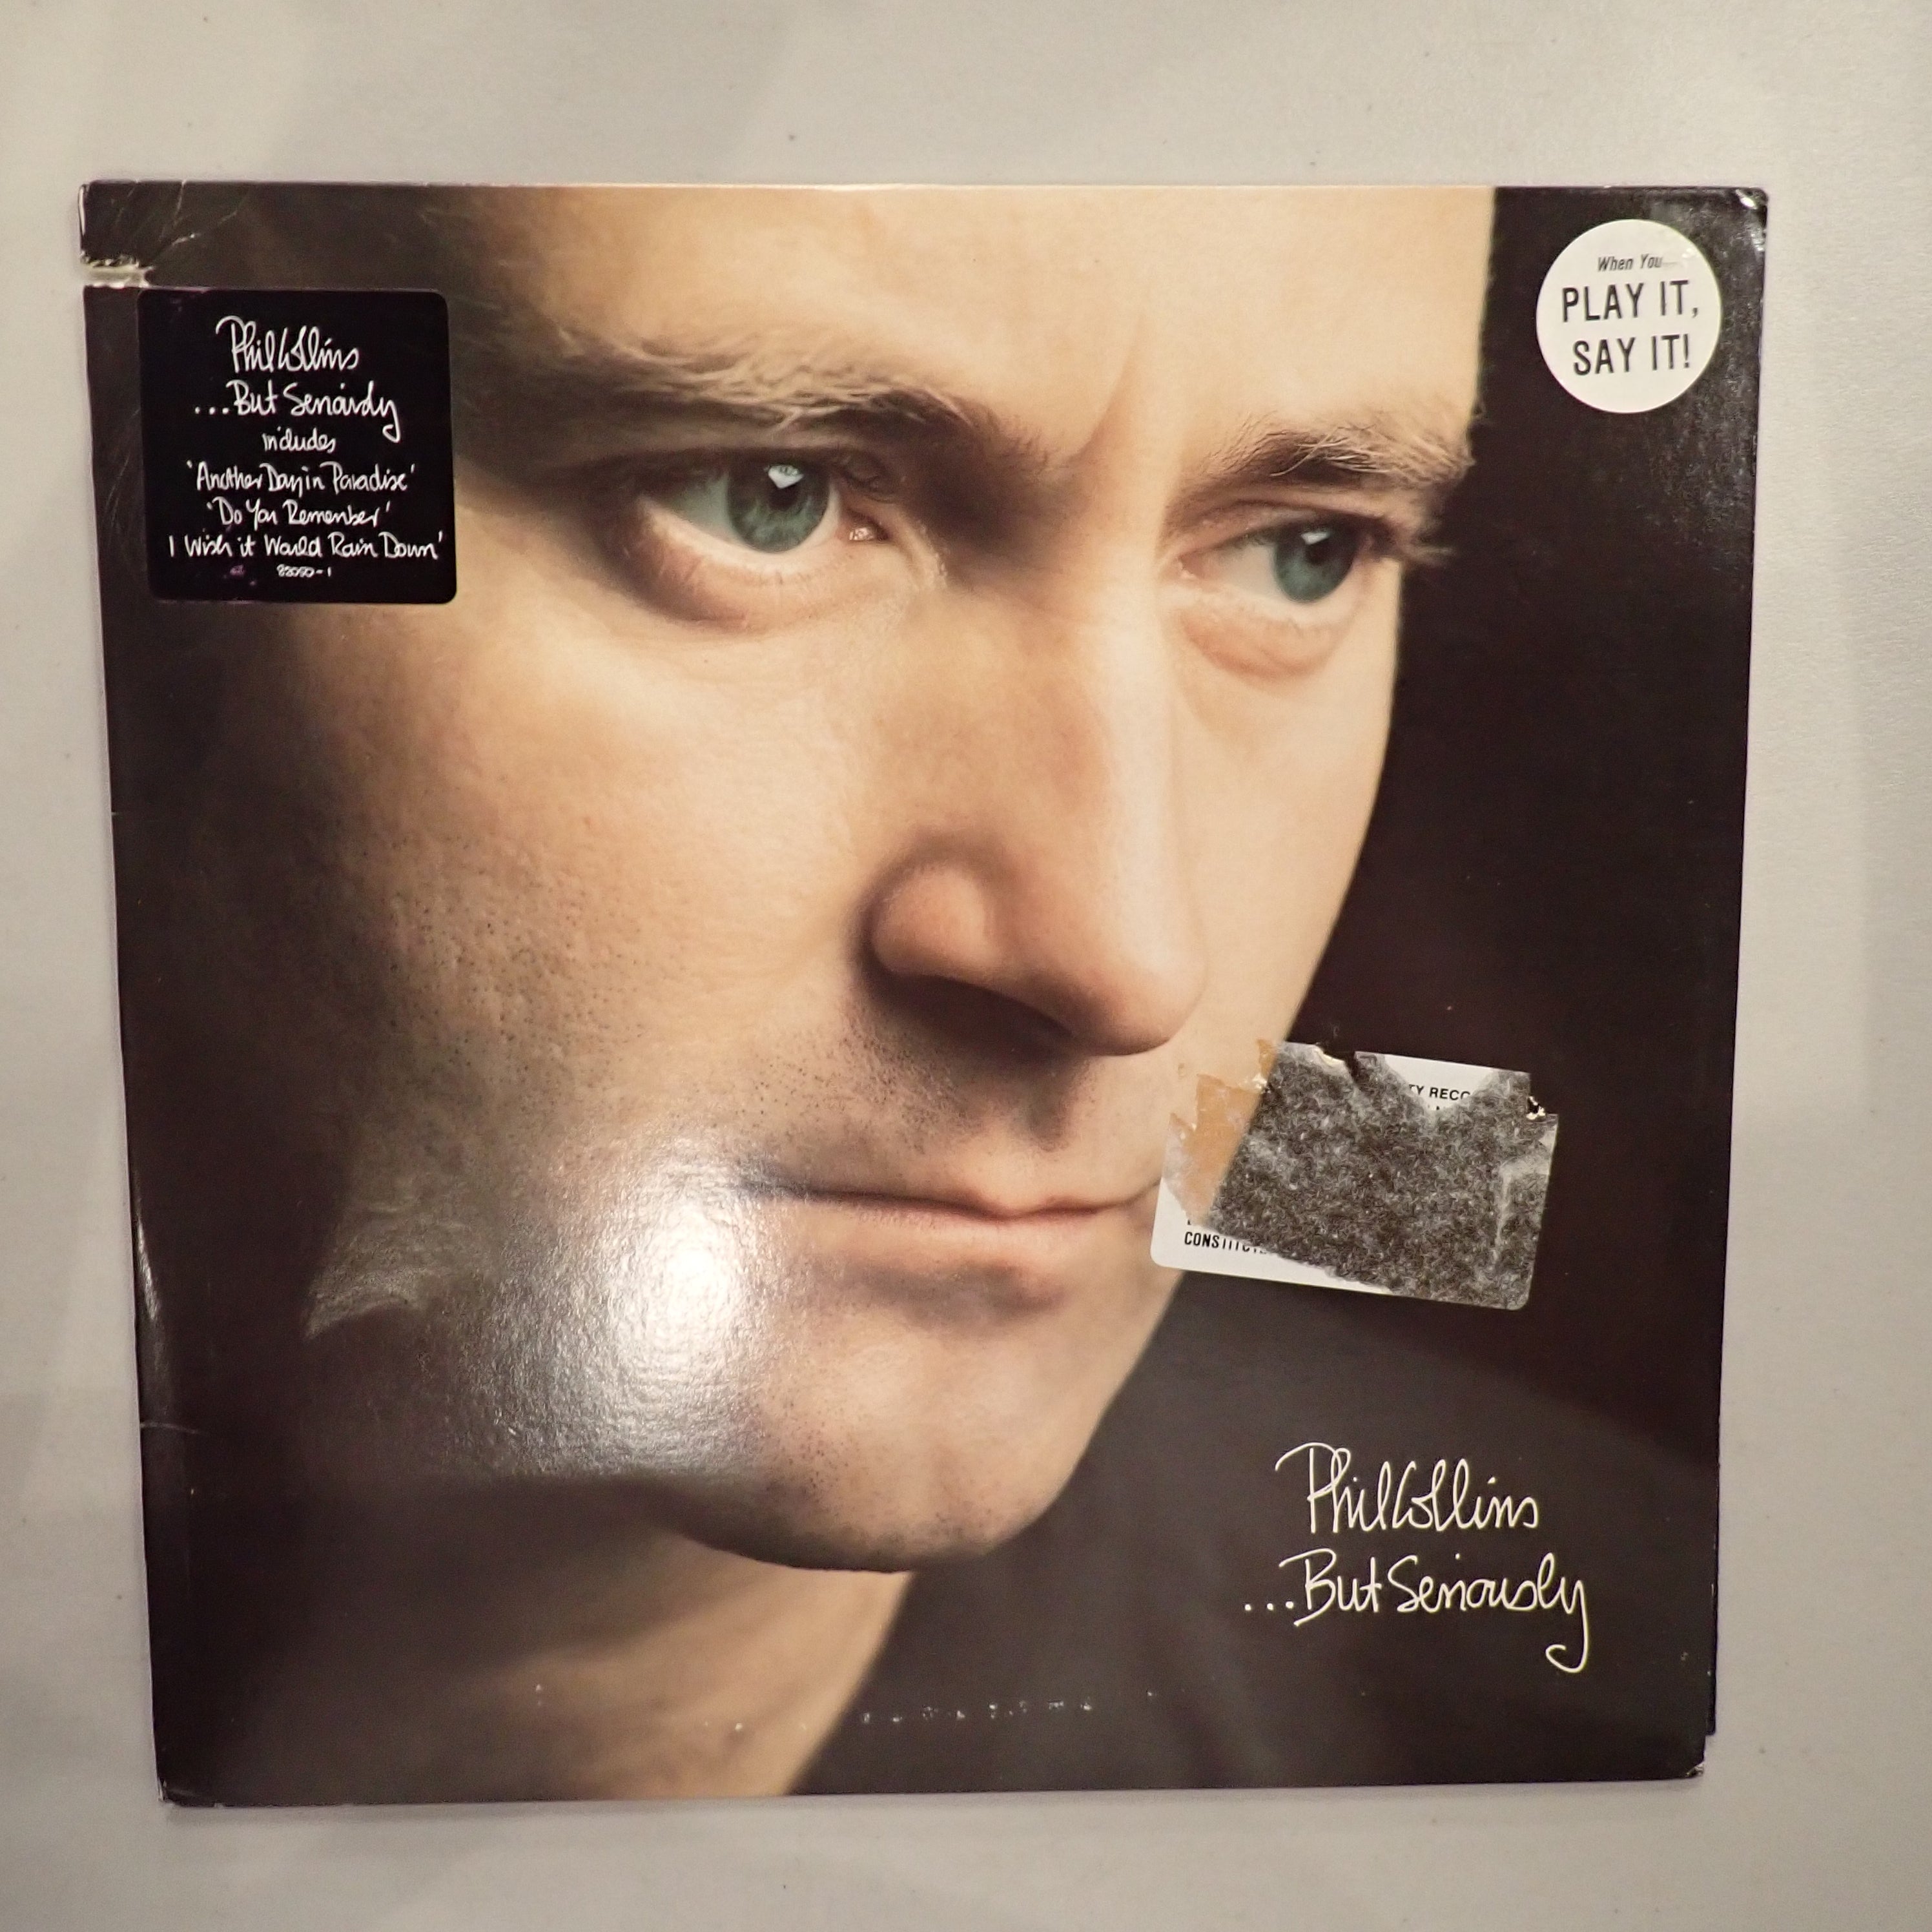 Phil Collins
...But Seriously
includes
'Another Day in Paradise'
'Do You Remember'
I Wish it Would Rain Down'
82050-1
When You
PLAY IT,
SAY IT!
Phil Collins
...But Seriously